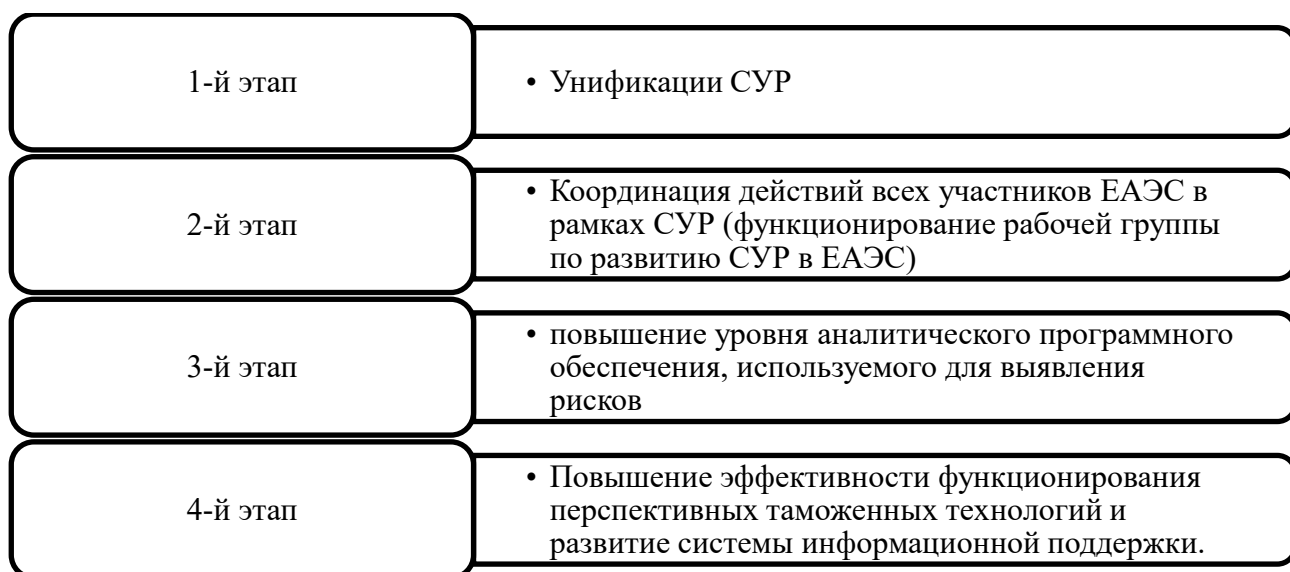 1-й этап
• Унификации СУР
2-й этап
• Координация действий всех участников ЕАЭС в
рамках СУР (функционирование рабочей группы
по развитию СУР в ЕАЭС)
3-й этап
• повышение уровня аналитического программного
обеспечения, используемого для выявления
рисков
4-й этап
• Повышение эффективности функционирования
перспективных таможенных технологий и
развитие системы информационной поддержки.